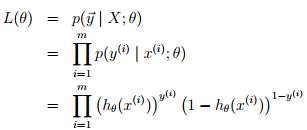 L(θ) = p(y⃗ | X; θ)
= ∏_{i=1}^{m} p(y^{(i)} | x^{(i)}; θ)
= ∏_{i=1}^{m} (h_θ(x^{(i)}))^{y^{(i)}} (1 − h_θ(x^{(i)}))^{1−y^{(i)}}